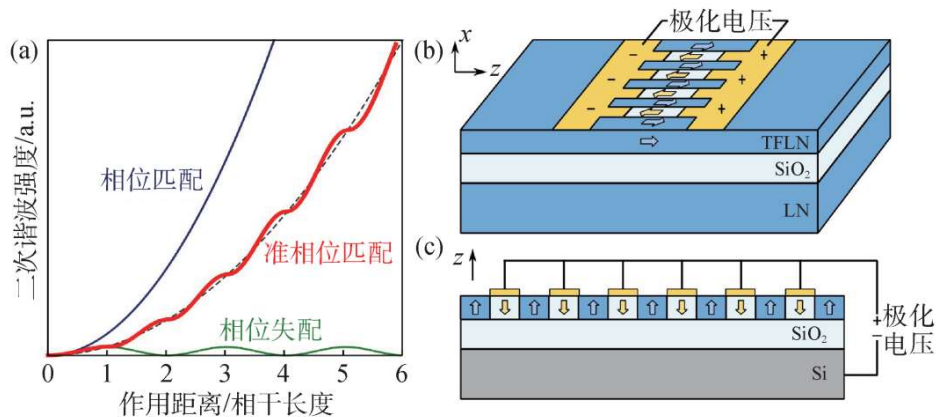 (a)
二次谐波强度/a.u.
相位匹配
准相位匹配
相位失配
0 1 2 3 4 5 6
作用距离/相干长度
(b)
x
z
极化电压
− − −
+ + +
TFLN
SiO₂
LN
(c)
z
SiO₂
Si
+
−
极化
电压